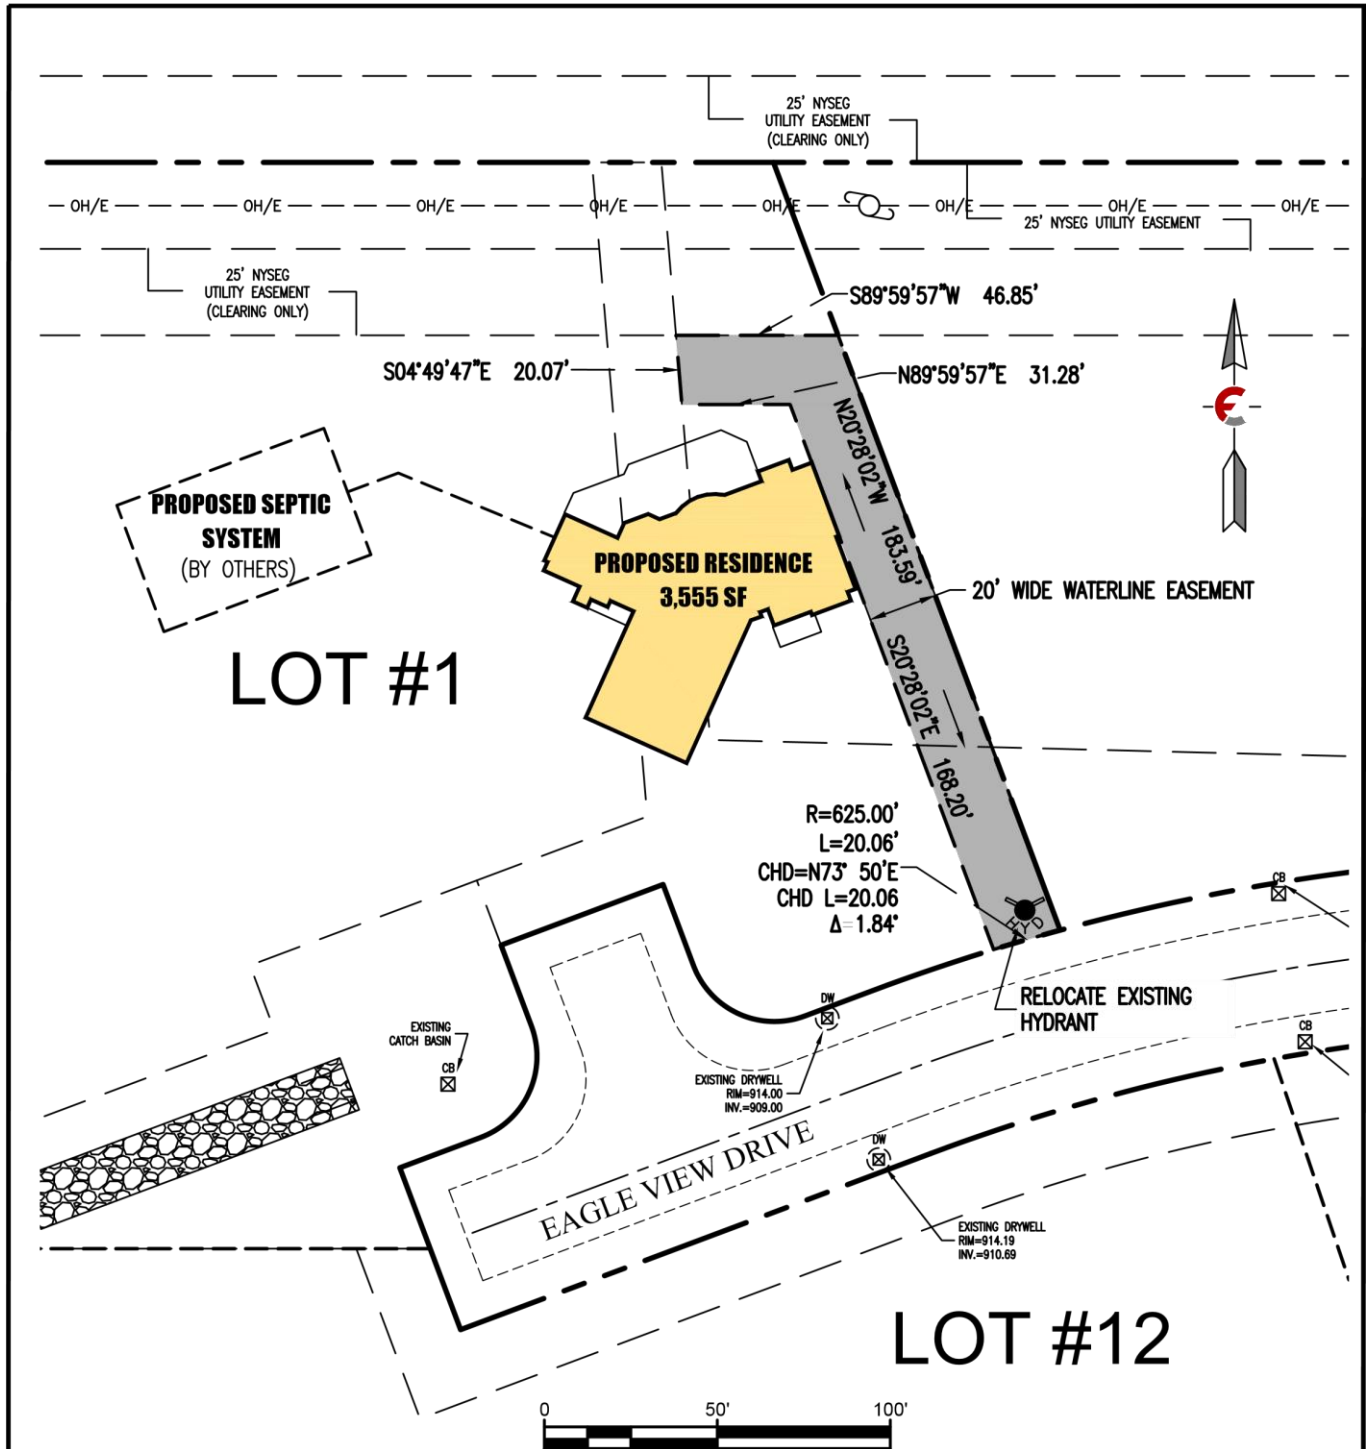 25' NYSEG
UTILITY EASEMENT
(CLEARING ONLY)
OH/E OH/E OH/E OH/E OH/E OH/E OH/E OH/E
25' NYSEG UTILITY EASEMENT
25' NYSEG
UTILITY EASEMENT
(CLEARING ONLY)
S89°59'57"W 46.85'
S04°49'47"E 20.07'
N89°59'57"E 31.28'
N20°28'02"W 183.59'
PROPOSED SEPTIC
SYSTEM
(BY OTHERS)
PROPOSED RESIDENCE
3,555 SF
20' WIDE WATERLINE EASEMENT
LOT #1
S20°28'02"E 168.20'
R=625.00'
L=20.06'
CHD=N73° 50'E
CHD L=20.06
Δ=1.84°
HYD
CB
RELOCATE EXISTING
HYDRANT
DW
EXISTING
CATCH BASIN
CB
CB
EXISTING DRYWELL
RIM=914.00
INV.=909.00
EAGLE VIEW DRIVE
DW
EXISTING DRYWELL
RIM=914.19
INV.=910.69
LOT #12
0 50' 100'